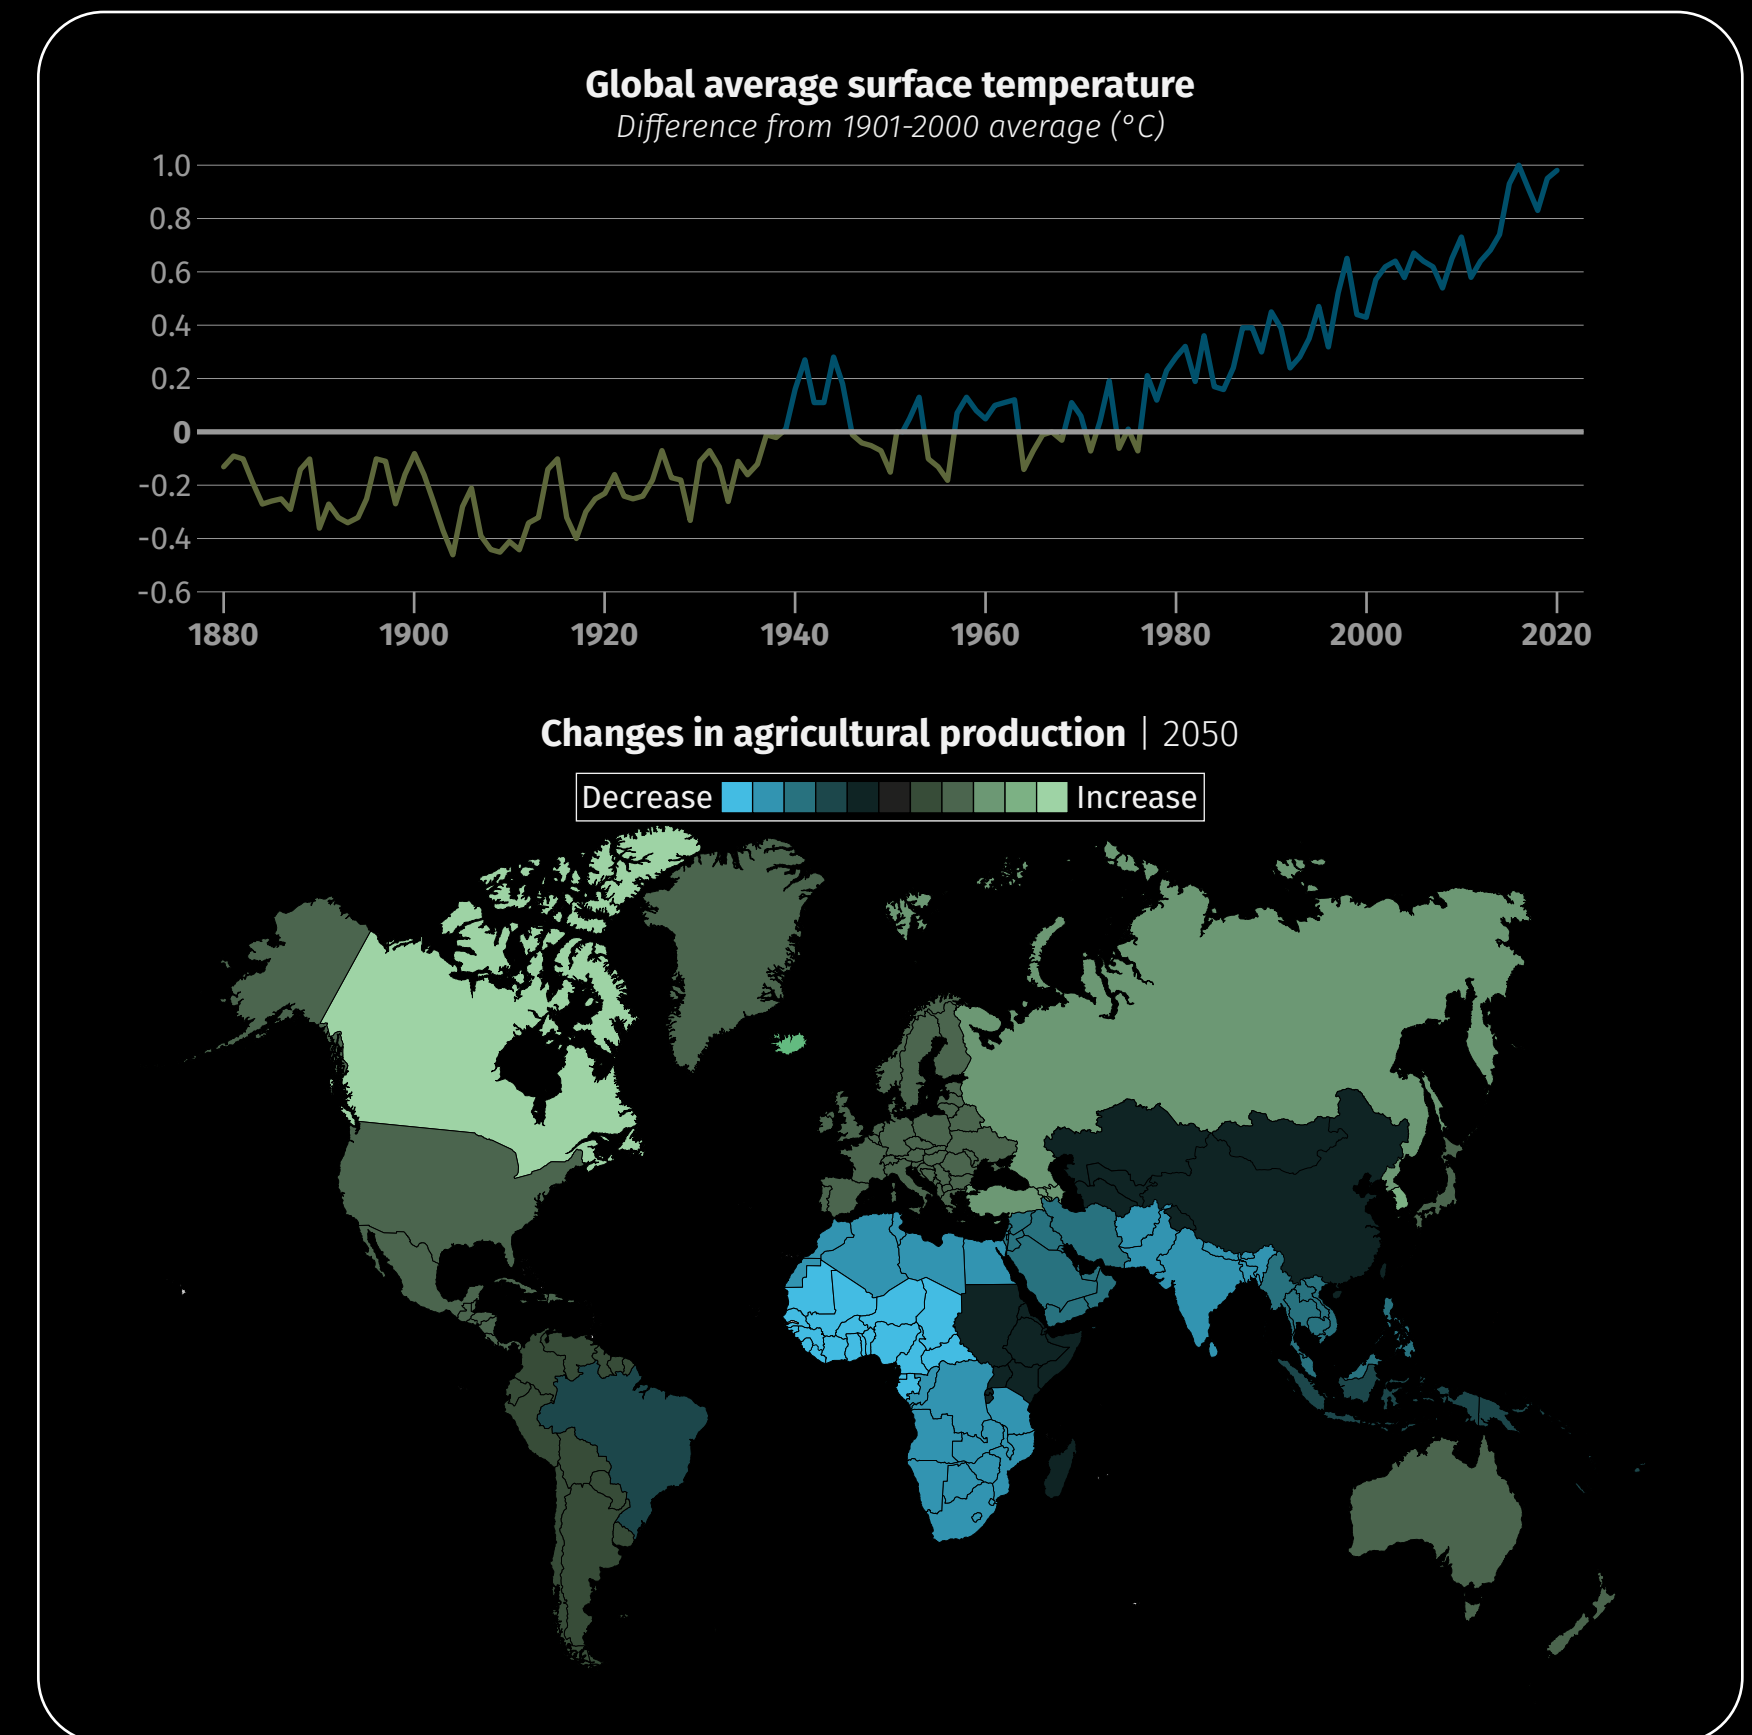 Global average surface temperature
Difference from 1901-2000 average (°C)
1.0
0.8
0.6
0.4
0.2
0
-0.2
-0.4
-0.6
1880 1900 1920 1940 1960 1980 2000 2020
Changes in agricultural production | 2050
Decrease Increase